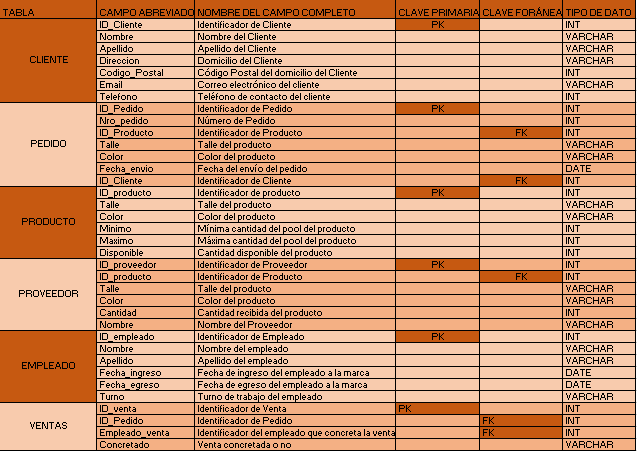 TABLA CAMPO ABREVIADO NOMBRE DEL CAMPO COMPLETO CLAVE PRIMARIA CLAVE FORÁNEA TIPO DE DATO
CLIENTE
ID_Cliente Identificador de Cliente PK INT
Nombre Nombre del Cliente VARCHAR
Apellido Apellido del Cliente VARCHAR
Direccion Domicilio del Cliente VARCHAR
Codigo_Postal Código Postal del domicilio del Cliente INT
Email Correo electrónico del cliente VARCHAR
Telefono Teléfono de contacto del cliente INT
PEDIDO
ID_Pedido Identificador de Pedido PK INT
Nro_pedido Número de Pedido INT
ID_Producto Identificador de Producto FK INT
Talle Talle del producto VARCHAR
Color Color del producto VARCHAR
Fecha_envio Fecha del envío del pedido DATE
ID_Cliente Identificador de Cliente FK INT
PRODUCTO
ID_producto Identificador de producto PK INT
Talle Talle del producto VARCHAR
Color Color del producto VARCHAR
Minimo Mínima cantidad del pool del producto INT
Maximo Máxima cantidad del pool del producto INT
Disponible Cantidad disponible del producto INT
PROVEEDOR
ID_proveedor Identificador de Proveedor PK INT
ID_producto Identificador de Producto FK INT
Talle Talle del producto VARCHAR
Color Color del producto VARCHAR
Cantidad Cantidad recibida del producto INT
Nombre Nombre del Proveedor VARCHAR
EMPLEADO
ID_empleado Identificador de Empleado PK INT
Nombre Nombre del empleado VARCHAR
Apellido Apellido del empleado VARCHAR
Fecha_ingreso Fecha de ingreso del empleado a la marca DATE
Fecha_egreso Fecha de egreso del empleado a la marca DATE
Turno Turno de trabajo del empleado VARCHAR
VENTAS
ID_venta Identificador de Venta PK INT
ID_Pedido Identificador de Pedido FK INT
Empleado_venta Identificador del empleado que concreta la venta FK INT
Concretado Venta concretada o no VARCHAR